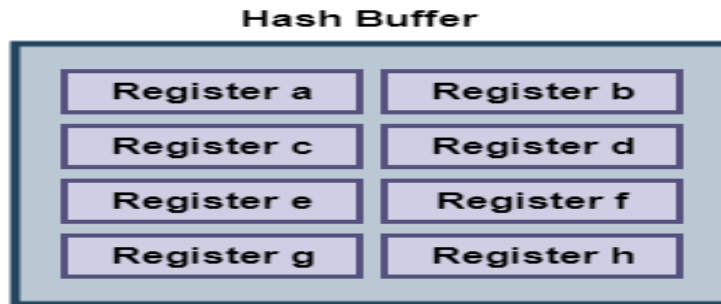 Hash Buffer
Register a Register b
Register c Register d
Register e Register f
Register g Register h